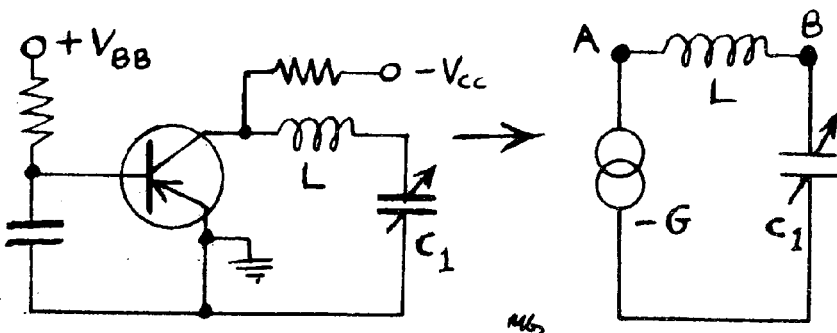 + V_BB
- V_cc
L
C_1
A
B
L
- G
C_1